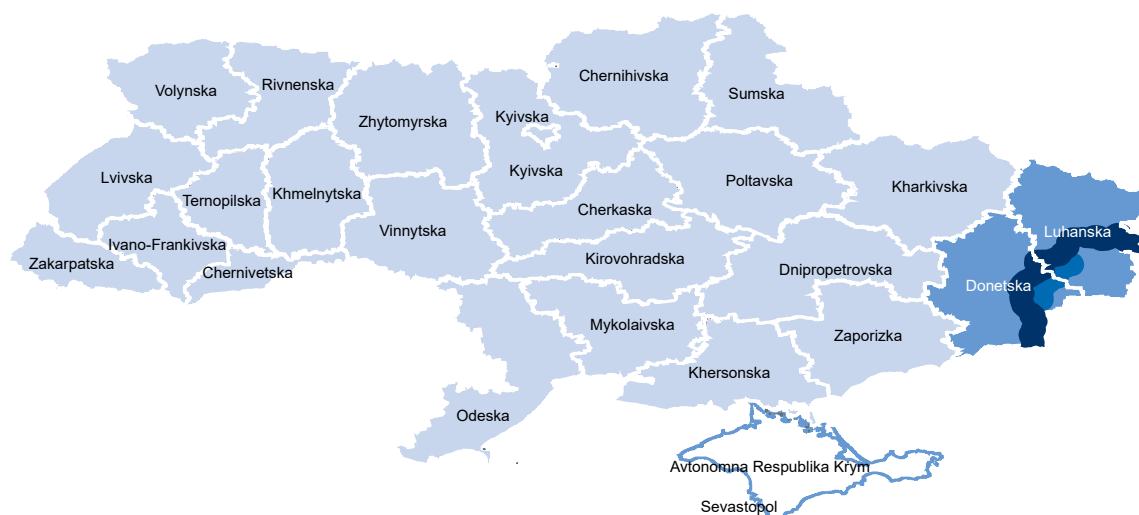 Chernihivska
Rivnenska
Volynska
Sumska
Kyivska
Zhytomyrska
Kyivska
Lvivska
Ternopilska
Khmelnytska
Poltavska
Kharkivska
Cherkaska
Vinnytska
Luhanska
Ivano-Frankivska
Zakarpatska
Chernivetska
Kirovohradska
Dnipropetrovska
Donetska
Mykolaivska
Zaporizka
Khersonska
Odeska
Avtonomna Respublika Krym
Sevastopol